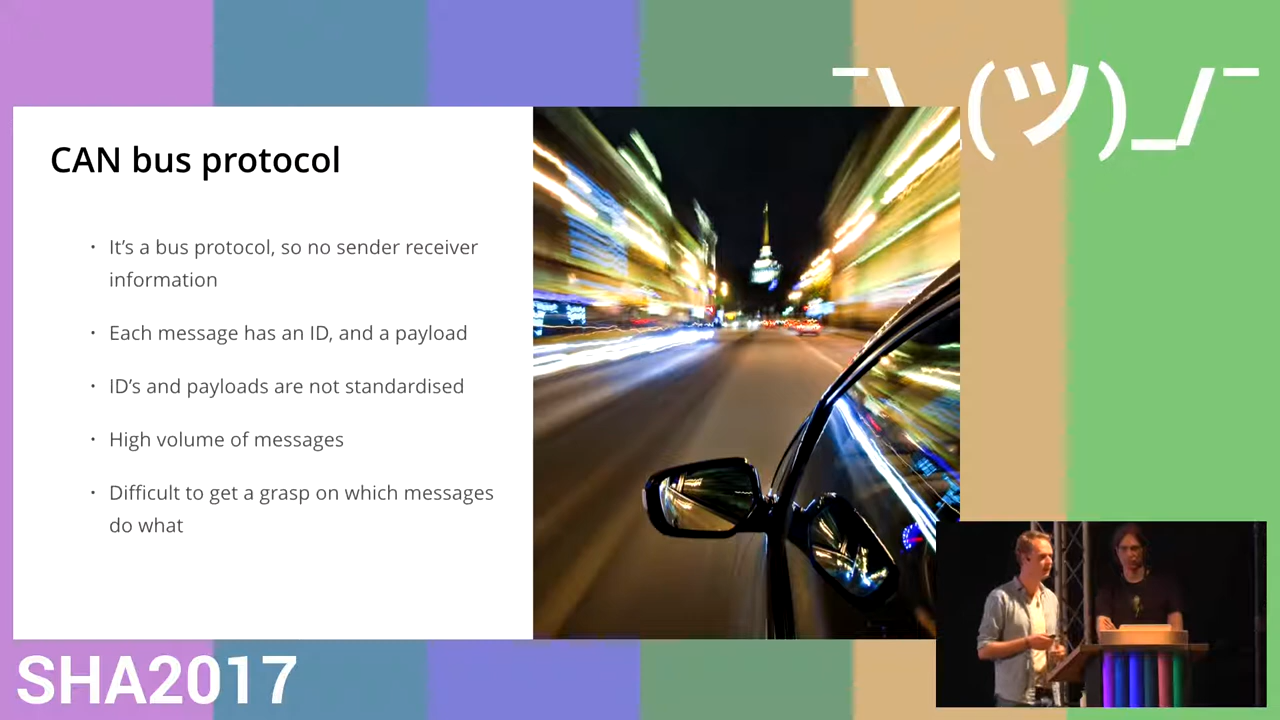 ¯\_(ツ)_/¯
CAN bus protocol
· It’s a bus protocol, so no sender receiver
information
· Each message has an ID, and a payload
· ID’s and payloads are not standardised
· High volume of messages
· Difficult to get a grasp on which messages
do what
SHA2017